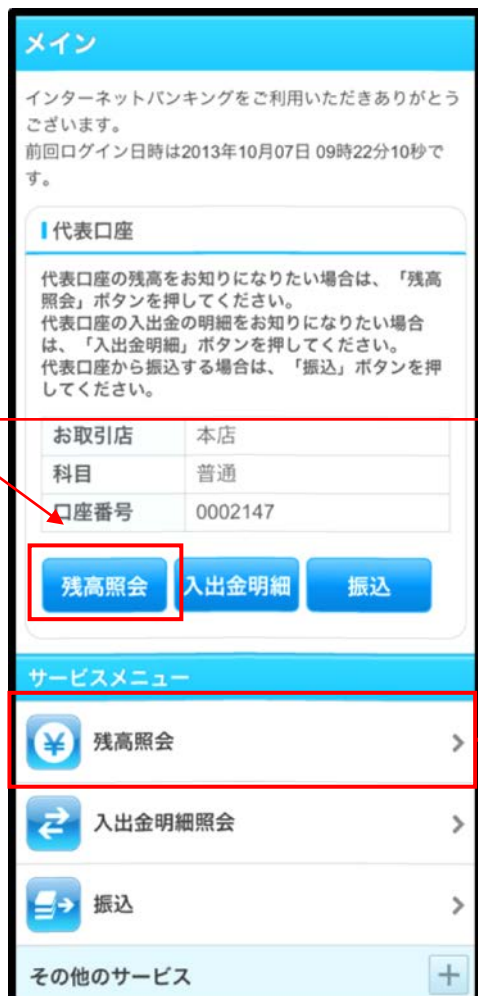 メイン
インターネットバンキングをご利用いただきありがとう
ございます。
前回ログイン日時は2013年10月07日 09時22分10秒で
す。
代表口座
代表口座の残高をお知りになりたい場合は、「残高
照会」ボタンを押してください。
代表口座の入出金の明細をお知りになりたい場合
は、「入出金明細」ボタンを押してください。
代表口座から振込する場合は、「振込」ボタンを押
してください。
お取引店 本店
科目 普通
口座番号 0002147
残高照会 入出金明細 振込
サービスメニュー
¥ 残高照会
入出金明細照会
振込
その他のサービス